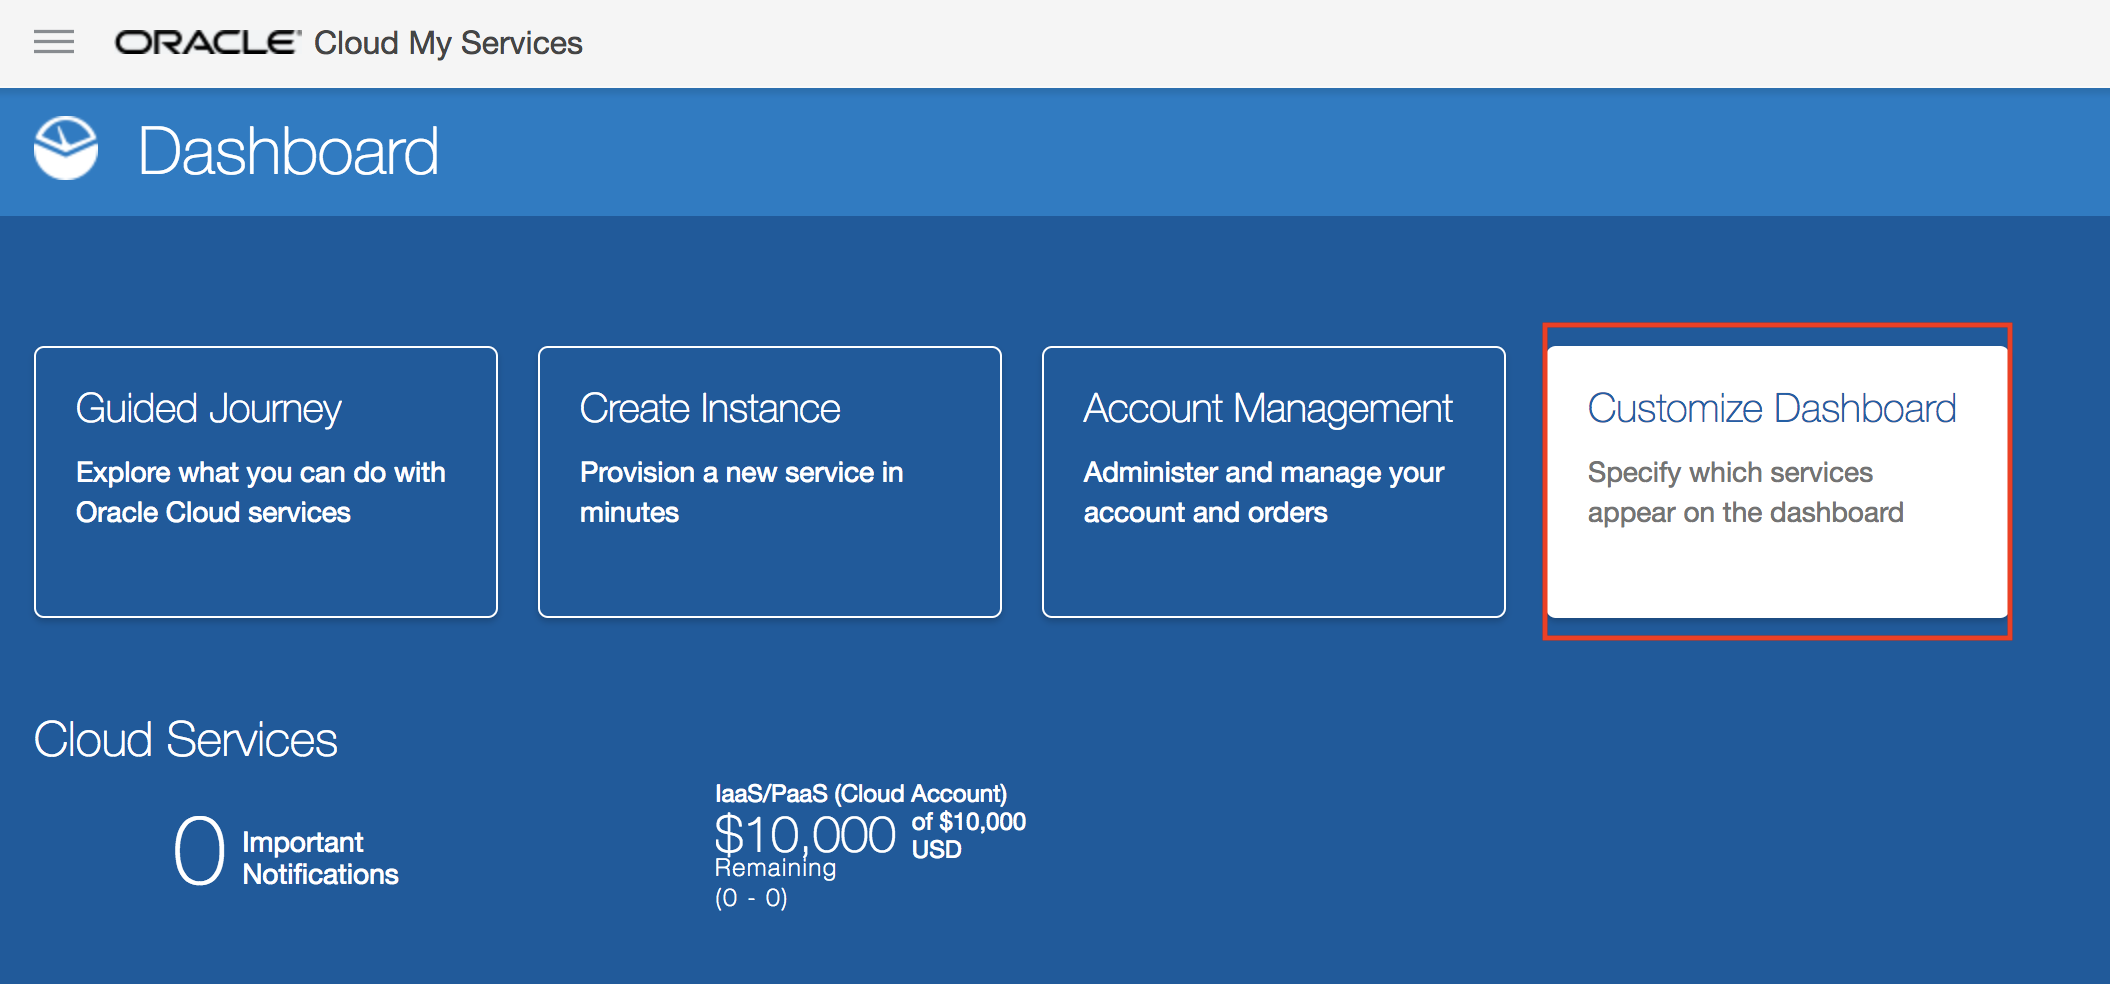 ORACLE Cloud My Services
Dashboard
Guided Journey
Explore what you can do with
Oracle Cloud services
Create Instance
Provision a new service in
minutes
Account Management
Administer and manage your
account and orders
Customize Dashboard
Specify which services
appear on the dashboard
Cloud Services
0 Important
Notifications
IaaS/PaaS (Cloud Account)
$10,000 of $10,000
USD
Remaining
(0 - 0)